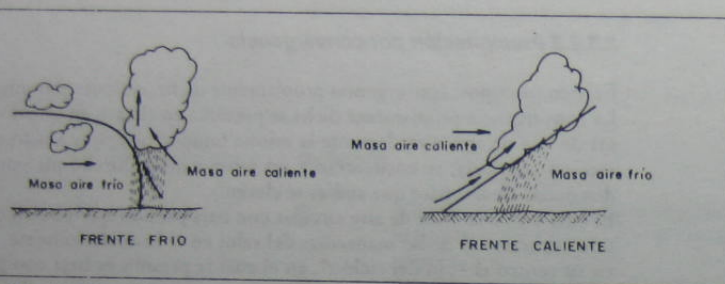 Masa aire frío
Masa aire caliente
FRENTE FRIO
Masa aire caliente
Masa aire frío
FRENTE CALIENTE